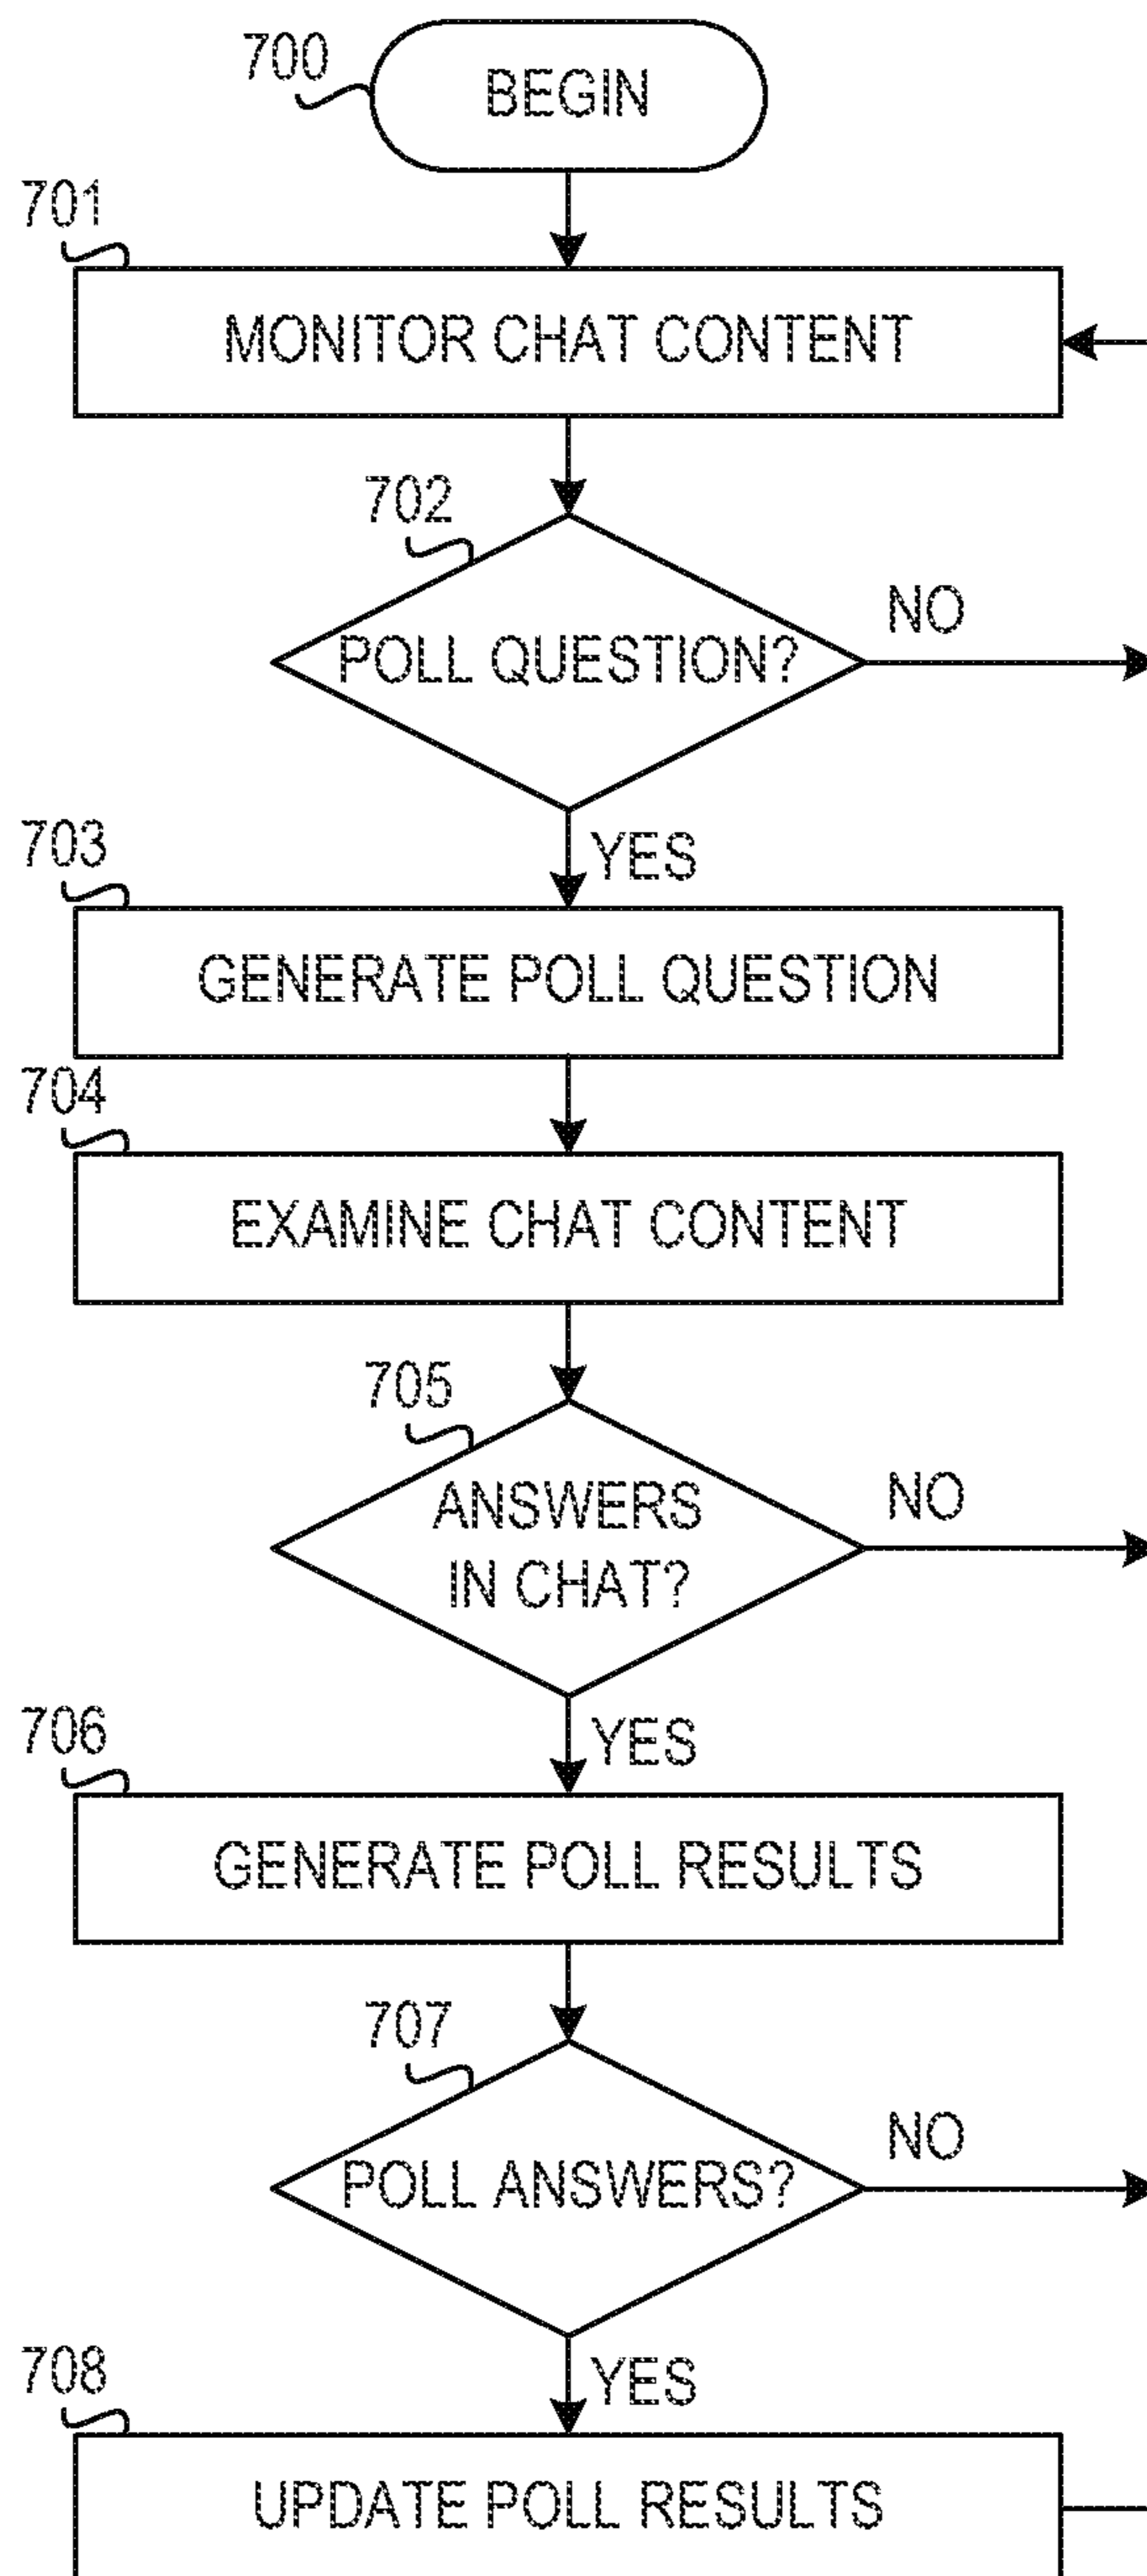 700
BEGIN
701
MONITOR CHAT CONTENT
702
POLL QUESTION?
NO
YES
703
GENERATE POLL QUESTION
704
EXAMINE CHAT CONTENT
705
ANSWERS
IN CHAT?
NO
YES
706
GENERATE POLL RESULTS
707
POLL ANSWERS?
NO
YES
708
UPDATE POLL RESULTS